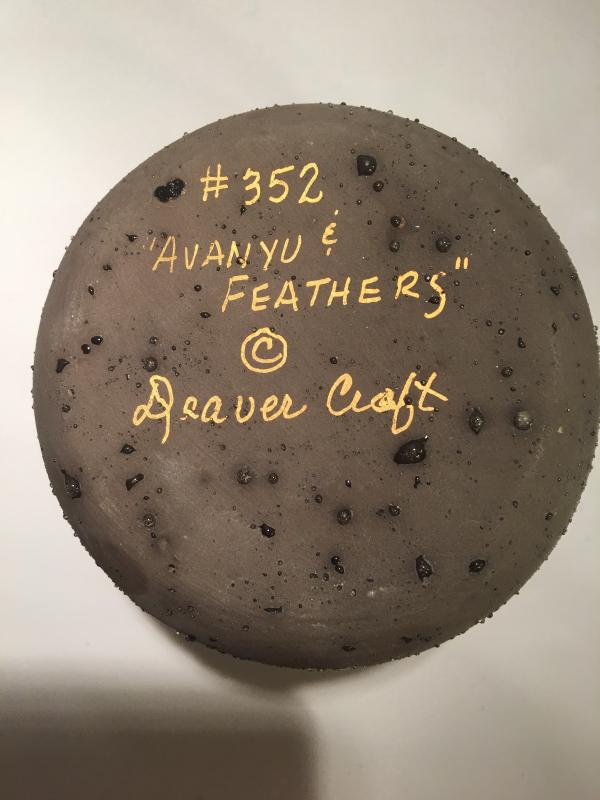 #352
"AVANYU &
FEATHERS"
©
Deaver Craft